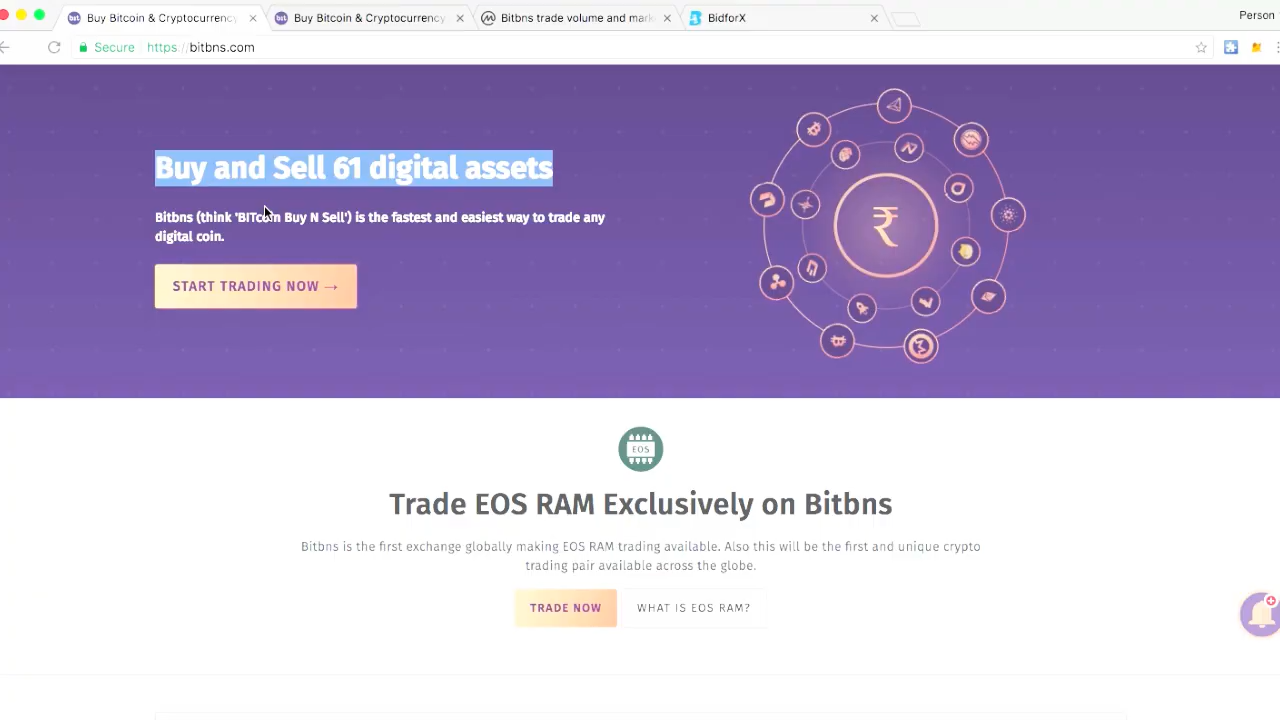 Buy Bitcoin & Cryptocurrency
Buy Bitcoin & Cryptocurrency
Bitbns trade volume and mark
BidforX
Person
Secure
https://bitbns.com
Buy and Sell 61 digital assets
Bitbns (think 'BITcoin Buy N Sell') is the fastest and easiest way to trade any
digital coin.
START TRADING NOW →
₹
EOS
Trade EOS RAM Exclusively on Bitbns
Bitbns is the first exchange globally making EOS RAM trading available. Also this will be the first and unique crypto
trading pair available across the globe.
TRADE NOW
WHAT IS EOS RAM?